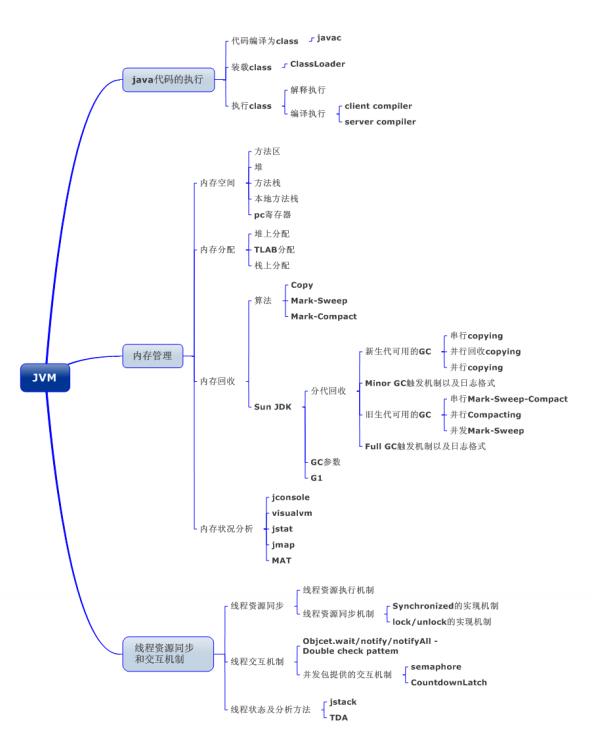 JVM
java代码的执行
代码编译为class
javac
装载class
ClassLoader
执行class
解释执行
编译执行
client compiler
server compiler
内存管理
内存空间
方法区
堆
方法栈
本地方法栈
pc寄存器
内存分配
堆上分配
TLAB分配
栈上分配
内存回收
算法
Copy
Mark-Sweep
Mark-Compact
Sun JDK
分代回收
新生代可用的GC
串行copying
并行回收copying
并行copying
Minor GC触发机制以及日志格式
旧生代可用的GC
串行Mark-Sweep-Compact
并行Compacting
并发Mark-Sweep
Full GC触发机制以及日志格式
GC参数
G1
内存状况分析
jconsole
visualvm
jstat
jmap
MAT
线程资源同步
和交互机制
线程资源同步
线程资源执行机制
线程资源同步机制
Synchronized的实现机制
lock/unlock的实现机制
线程交互机制
Objcet.wait/notify/notifyAll -
Double check pattem
并发包提供的交互机制
semaphore
CountdownLatch
线程状态及分析方法
jstack
TDA